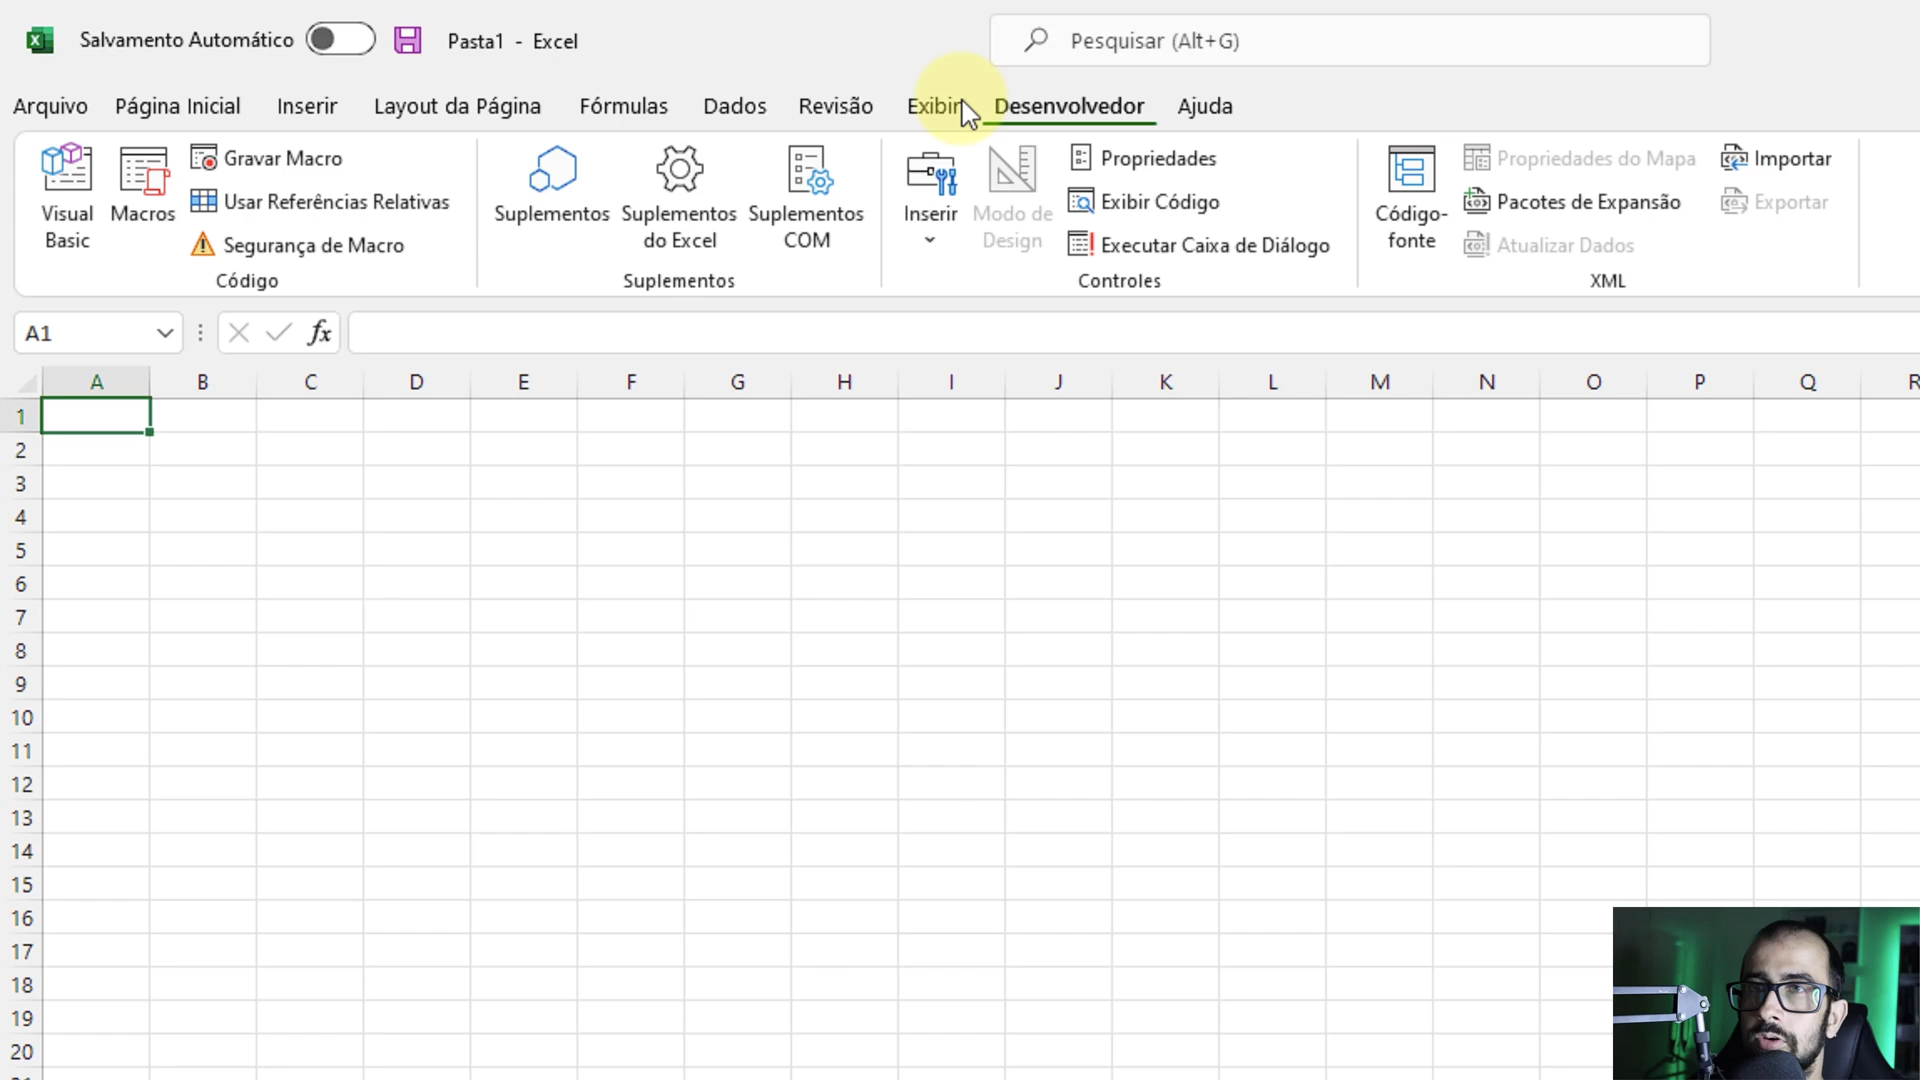 Salvamento Automático Pasta1 - Excel Pesquisar (Alt+G)
Arquivo Página Inicial Inserir Layout da Página Fórmulas Dados Revisão Exibir Desenvolvedor Ajuda
Visual Basic
Macros
Gravar Macro
Usar Referências Relativas
Segurança de Macro
Código
Suplementos
Suplementos do Excel
Suplementos COM
Suplementos
Inserir
Modo de Design
Propriedades
Exibir Código
Executar Caixa de Diálogo
Controles
Código-fonte
Propriedades do Mapa
Pacotes de Expansão
Atualizar Dados
Importar
Exportar
XML
A1 fx
A B C D E F G H I J K L M N O P Q R
1
2
3
4
5
6
7
8
9
10
11
12
13
14
15
16
17
18
19
20